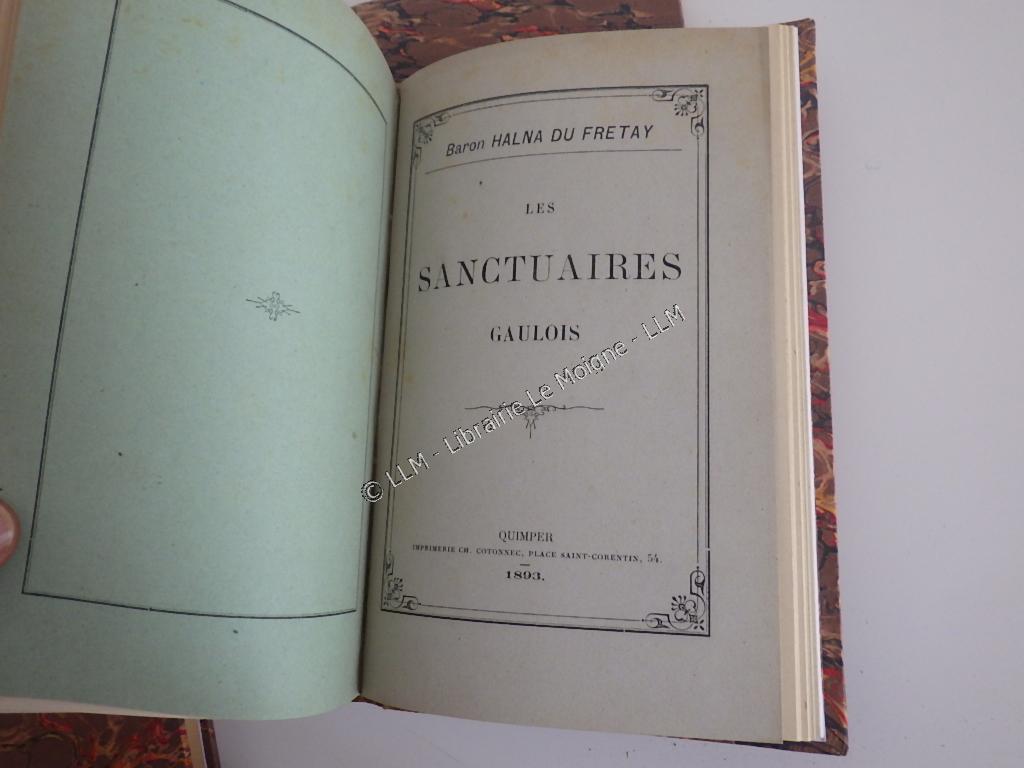 Baron HALNA DU FRETAY
LES
SANCTUAIRES
GAULOIS
© LLM - Librairie Le Moigne - LLM
QUIMPER
IMPRIMERIE CH. COTONNEC, PLACE SAINT-CORENTIN, 54.
1893.